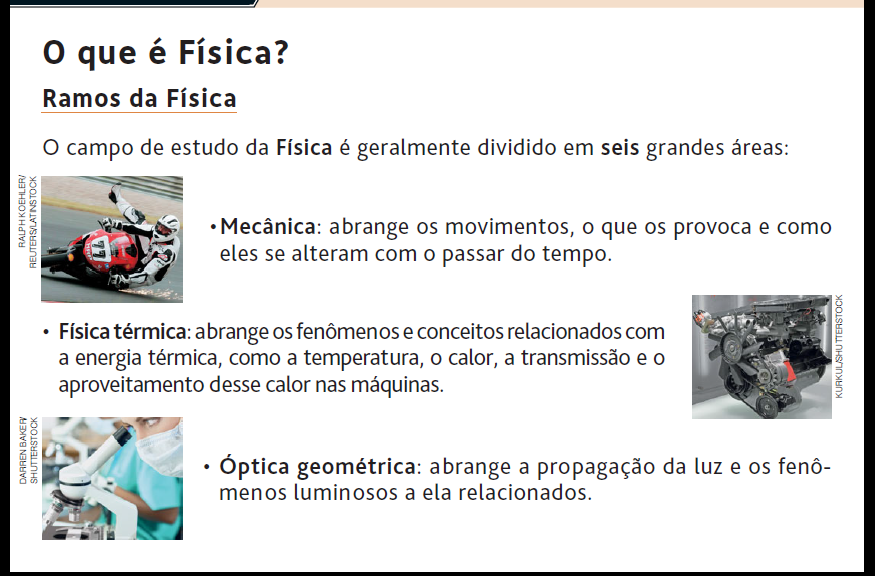 O que é Física?
Ramos da Física
O campo de estudo da Física é geralmente dividido em seis grandes áreas:
RALPH KOEHLER/
REUTERS/LATINSTOCK
77
• Mecânica: abrange os movimentos, o que os provoca e como
eles se alteram com o passar do tempo.
• Física térmica: abrange os fenômenos e conceitos relacionados com
a energia térmica, como a temperatura, o calor, a transmissão e o
aproveitamento desse calor nas máquinas.
KURKUL/SHUTTERSTOCK
DARREN BAKER/
SHUTTERSTOCK
• Óptica geométrica: abrange a propagação da luz e os fenô-
menos luminosos a ela relacionados.